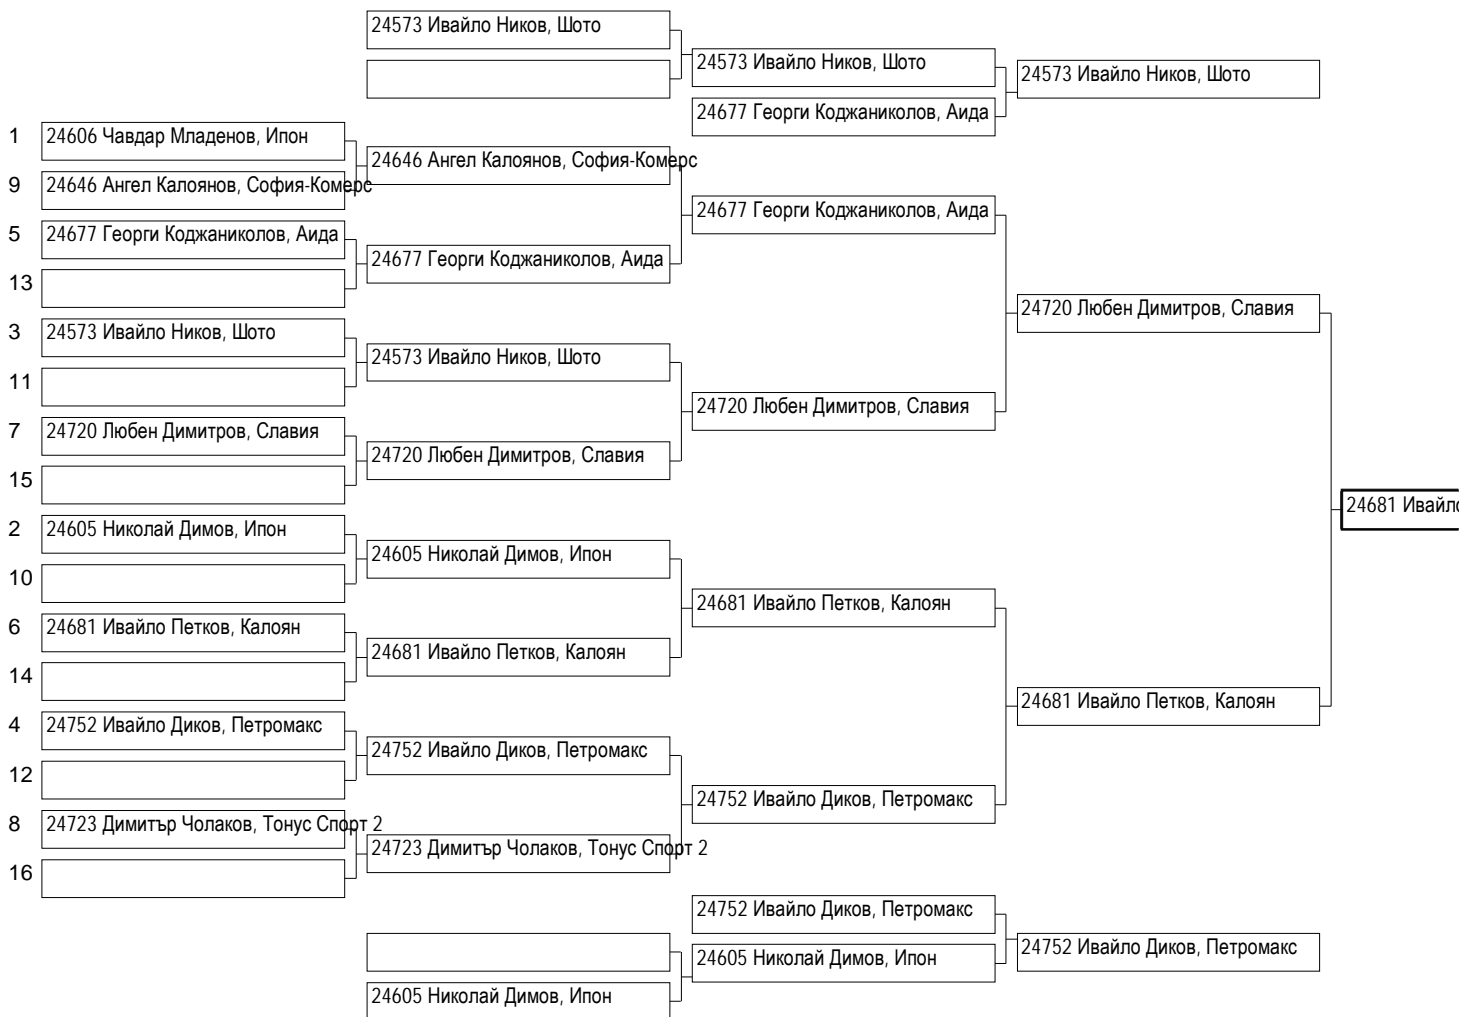 24573 Ивайло Ников, Шото
24573 Ивайло Ников, Шото
24573 Ивайло Ников, Шото
24677 Георги Коджаниколов, Аида
1 24606 Чавдар Младенов, Ипон
24646 Ангел Калоянов, София-Комерс
9 24646 Ангел Калоянов, София-Комерс
24677 Георги Коджаниколов, Аида
5 24677 Георги Коджаниколов, Аида
24677 Георги Коджаниколов, Аида
13
24720 Любен Димитров, Славия
3 24573 Ивайло Ников, Шото
24573 Ивайло Ников, Шото
11
24720 Любен Димитров, Славия
7 24720 Любен Димитров, Славия
24720 Любен Димитров, Славия
15
24681 Ивайло
2 24605 Николай Димов, Ипон
24605 Николай Димов, Ипон
10
24681 Ивайло Петков, Калоян
6 24681 Ивайло Петков, Калоян
24681 Ивайло Петков, Калоян
14
24681 Ивайло Петков, Калоян
4 24752 Ивайло Диков, Петромакс
24752 Ивайло Диков, Петромакс
12
24752 Ивайло Диков, Петромакс
8 24723 Димитър Чолаков, Тонус Спорт 2
24723 Димитър Чолаков, Тонус Спорт 2
16
24752 Ивайло Диков, Петромакс
24752 Ивайло Диков, Петромакс
24605 Николай Димов, Ипон
24605 Николай Димов, Ипон